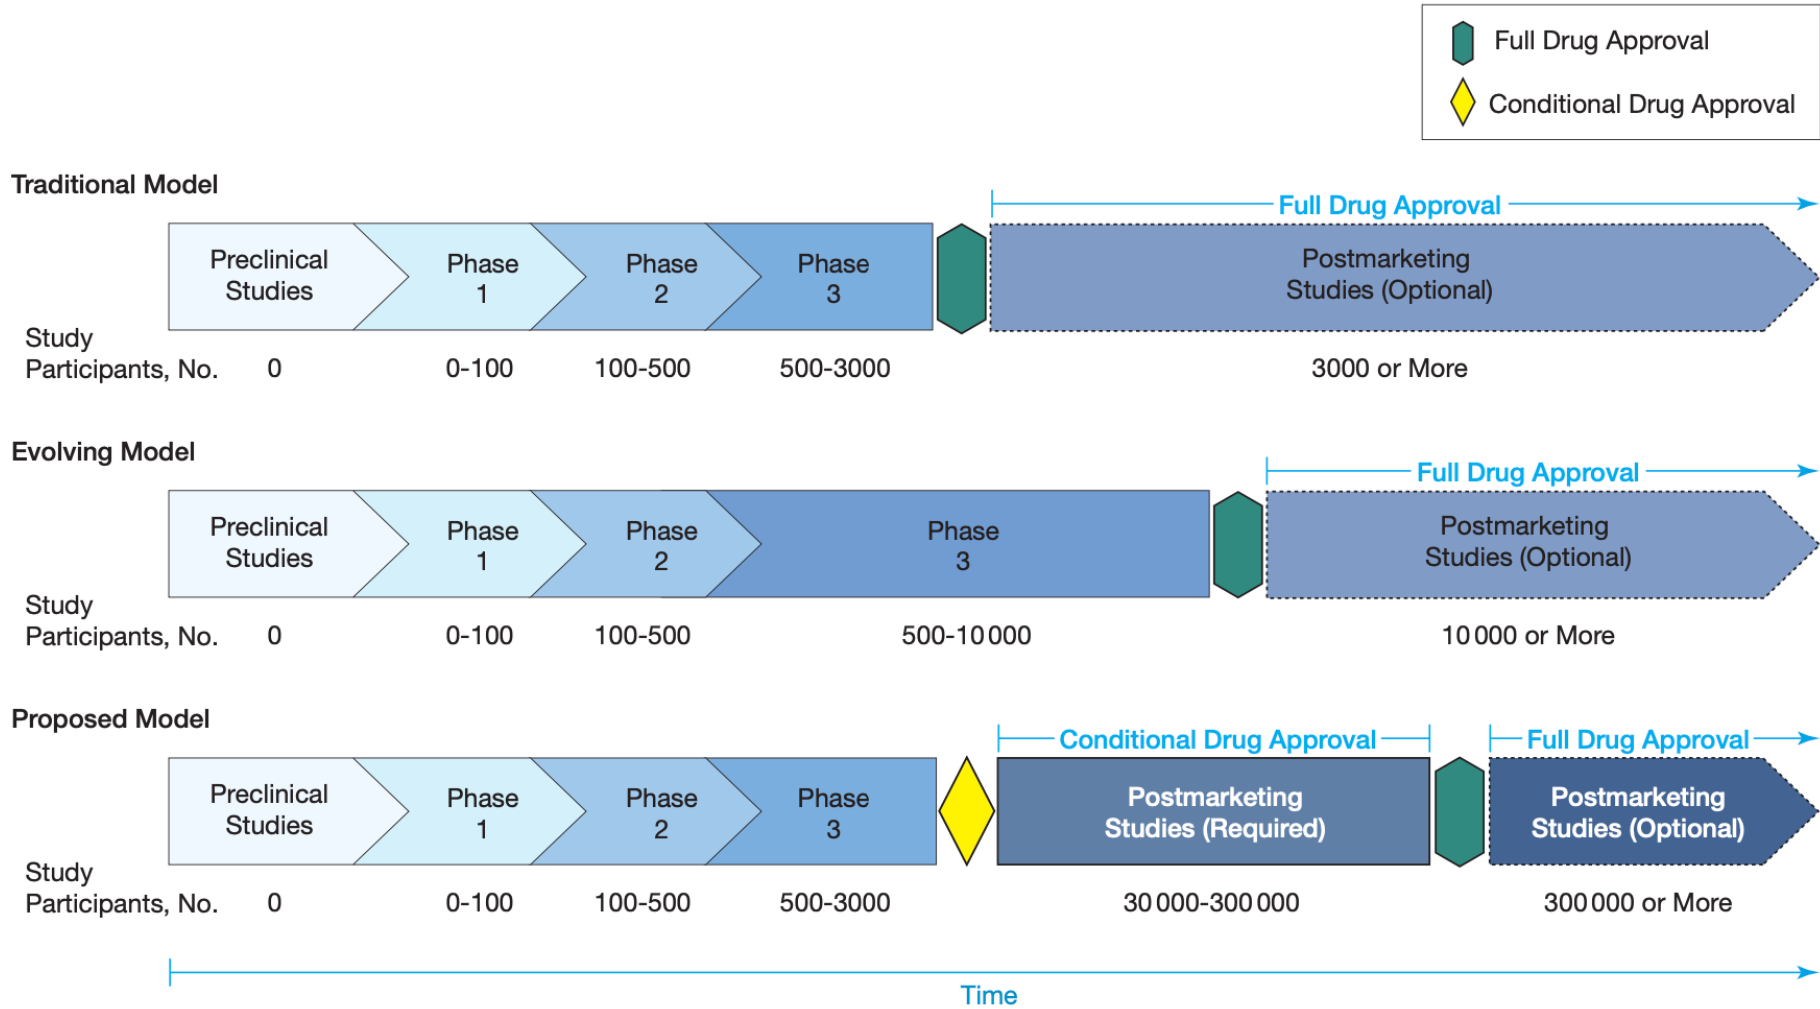 Full Drug Approval
Conditional Drug Approval
Traditional Model
Full Drug Approval
Preclinical
Studies
Phase
1
Phase
2
Phase
3
Postmarketing
Studies (Optional)
Study
Participants, No.
0
0-100
100-500
500-3000
3000 or More
Evolving Model
Full Drug Approval
Preclinical
Studies
Phase
1
Phase
2
Phase
3
Postmarketing
Studies (Optional)
Study
Participants, No.
0
0-100
100-500
500-10 000
10 000 or More
Proposed Model
Conditional Drug Approval
Full Drug Approval
Preclinical
Studies
Phase
1
Phase
2
Phase
3
Postmarketing
Studies (Required)
Postmarketing
Studies (Optional)
Study
Participants, No.
0
0-100
100-500
500-3000
30 000-300 000
300 000 or More
Time